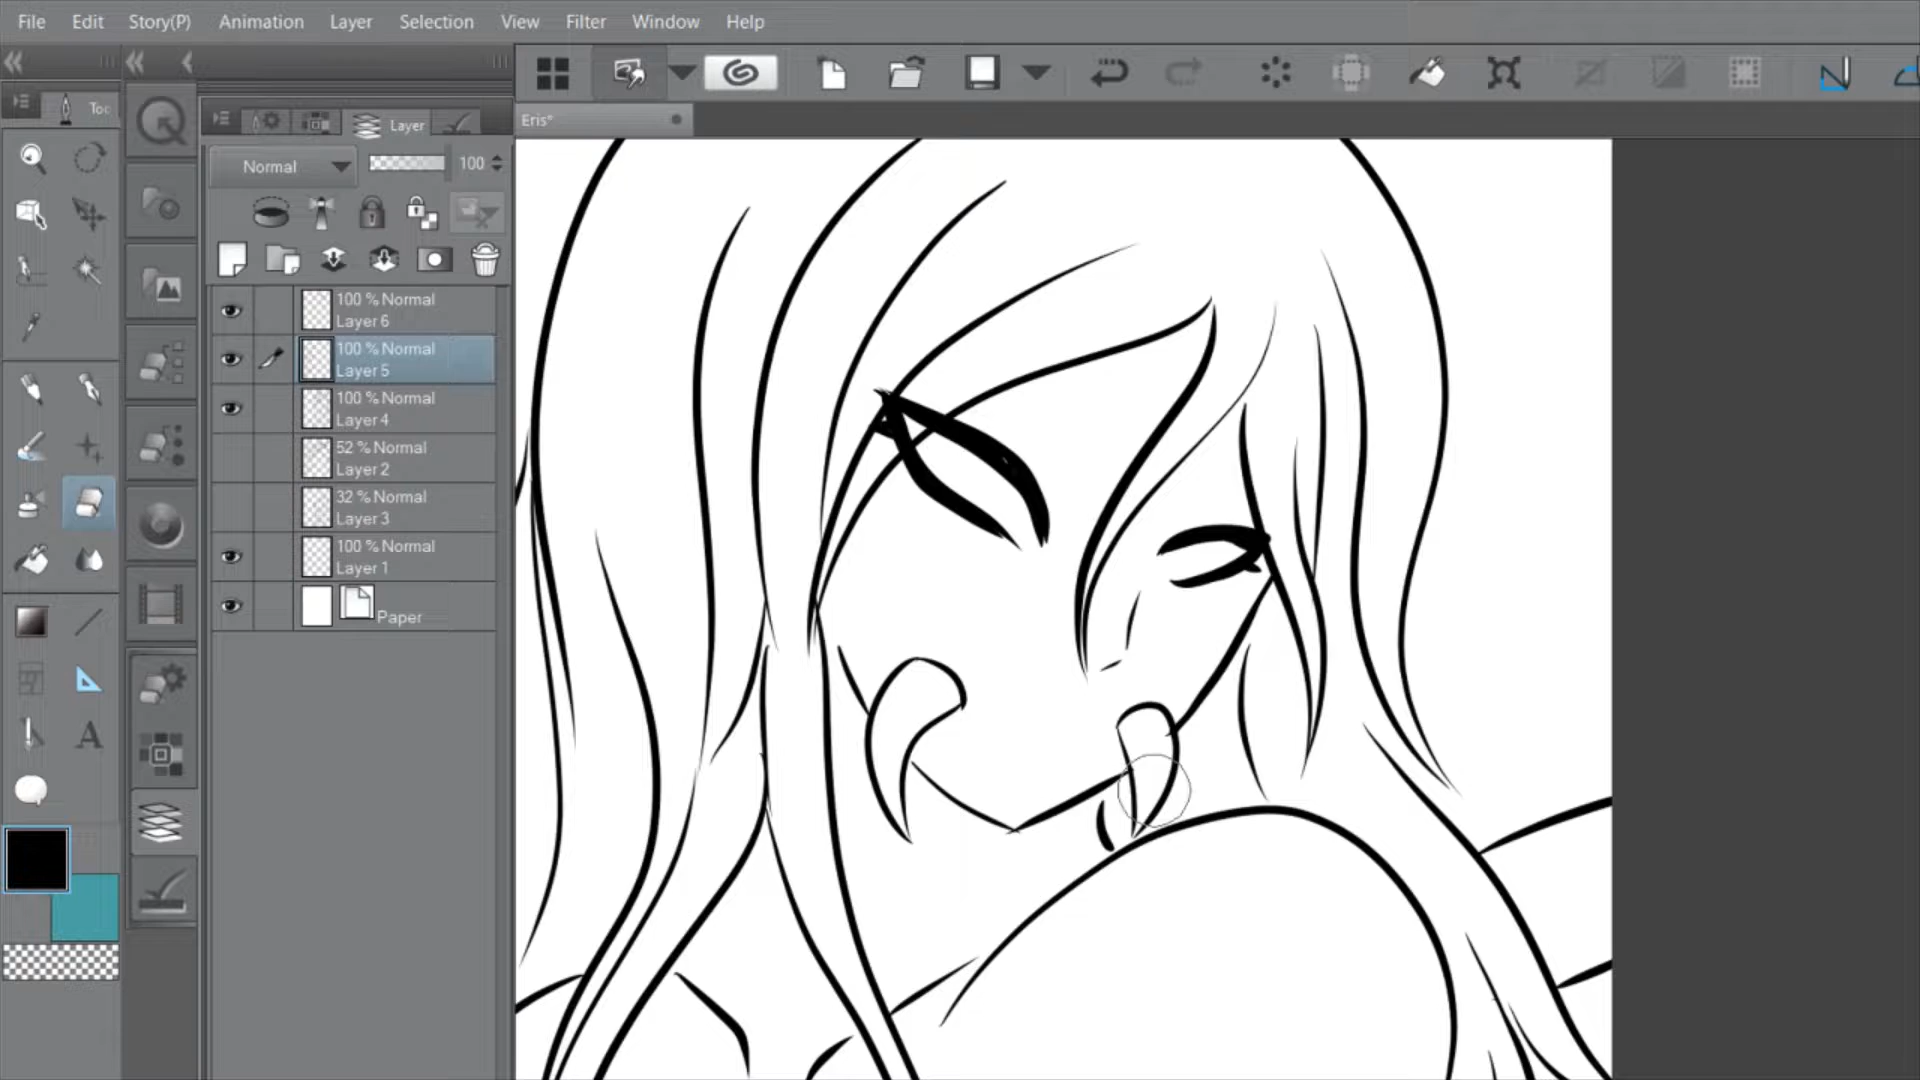 File Edit Story(P) Animation Layer Selection View Filter Window Help
Too
Layer
Eris*
Normal 100
100 % Normal
Layer 6
100 % Normal
Layer 5
100 % Normal
Layer 4
52 % Normal
Layer 2
32 % Normal
Layer 3
100 % Normal
Layer 1
Paper